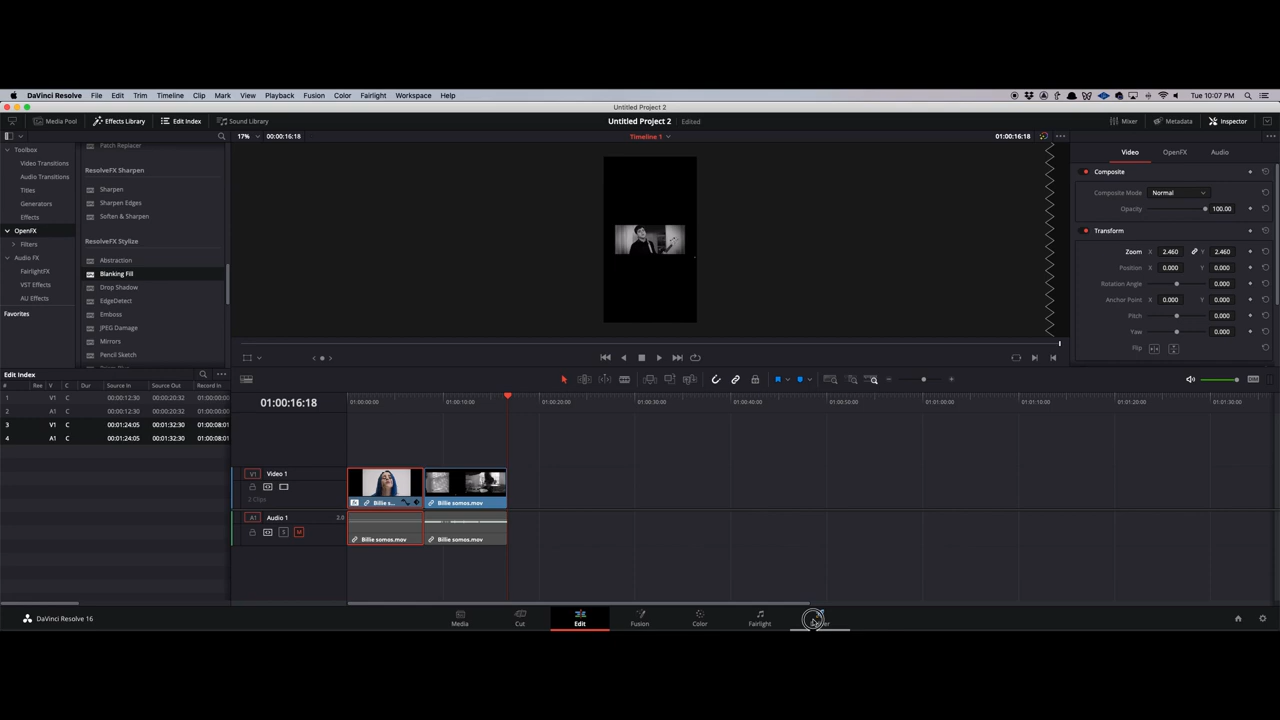 DaVinci Resolve File Edit Trim Timeline Clip Mark View Playback Fusion Color Fairlight Workspace Help Tue 10:07 PM
Untitled Project 2
Media Pool Effects Library Edit Index Sound Library Untitled Project 2 Edited Mixer Metadata Inspector
17% 00:00:16:18 Timeline 1 01:00:16:18
Toolbox
Video Transitions
Audio Transitions
Titles
Generators
Effects
OpenFX
Filters
Audio FX
FairlightFX
VST Effects
AU Effects
Favorites
Patch Replacer
ResolveFX Sharpen
Sharpen
Sharpen Edges
Soften & Sharpen
ResolveFX Stylize
Abstraction
Blanking Fill
Drop Shadow
EdgeDetect
Emboss
JPEG Damage
Mirrors
Pencil Sketch
Video OpenFX Audio
Composite
Composite Mode Normal
Opacity 100.00
Transform
Zoom X 2.460 Y 2.460
Position X 0.000 Y 0.000
Rotation Angle 0.000
Anchor Point X 0.000 Y 0.000
Pitch 0.000
Yaw 0.000
Flip
Edit Index
# Ree V C Dur Source In Source Out Record In
1 V1 C 00:00:12:30 00:00:20:32 01:00:00:00
2 A1 C 00:00:12:30 00:00:20:32 01:00:00:00
3 V1 C 00:01:24:05 00:01:32:30 01:00:08:01
4 A1 C 00:01:24:05 00:01:32:30 01:00:08:01
DIM
01:00:16:18 01:00:00:00 01:00:10:00 01:00:20:00 01:00:30:00 01:00:40:00 01:00:50:00 01:01:00:00 01:01:10:00 01:01:20:00 01:01:30:00
V1 Video 1
2 Clips
Billie s... Billie somos.mov
A1 Audio 1 2.0
S M
Billie somos.mov Billie somos.mov
DaVinci Resolve 16 Media Cut Edit Fusion Color Fairlight